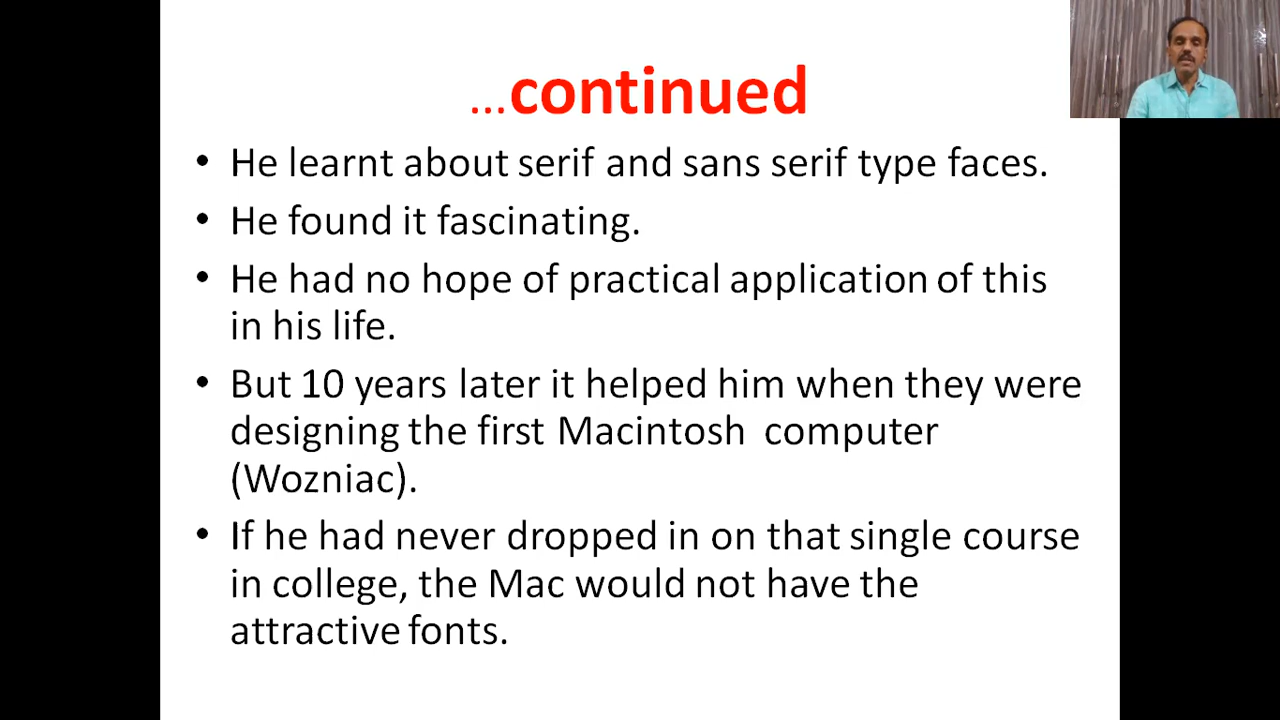 ...continued
• He learnt about serif and sans serif type faces.
• He found it fascinating.
• He had no hope of practical application of this
in his life.
• But 10 years later it helped him when they were
designing the first Macintosh computer
(Wozniac).
• If he had never dropped in on that single course
in college, the Mac would not have the
attractive fonts.